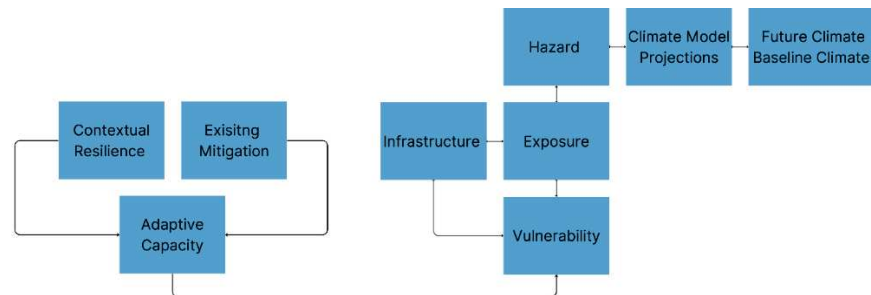 Hazard
Climate Model
Projections
Future Climate
Baseline Climate
Contextual
Resilience
Exisitng
Mitigation
Infrastructure
Exposure
Adaptive
Capacity
Vulnerability